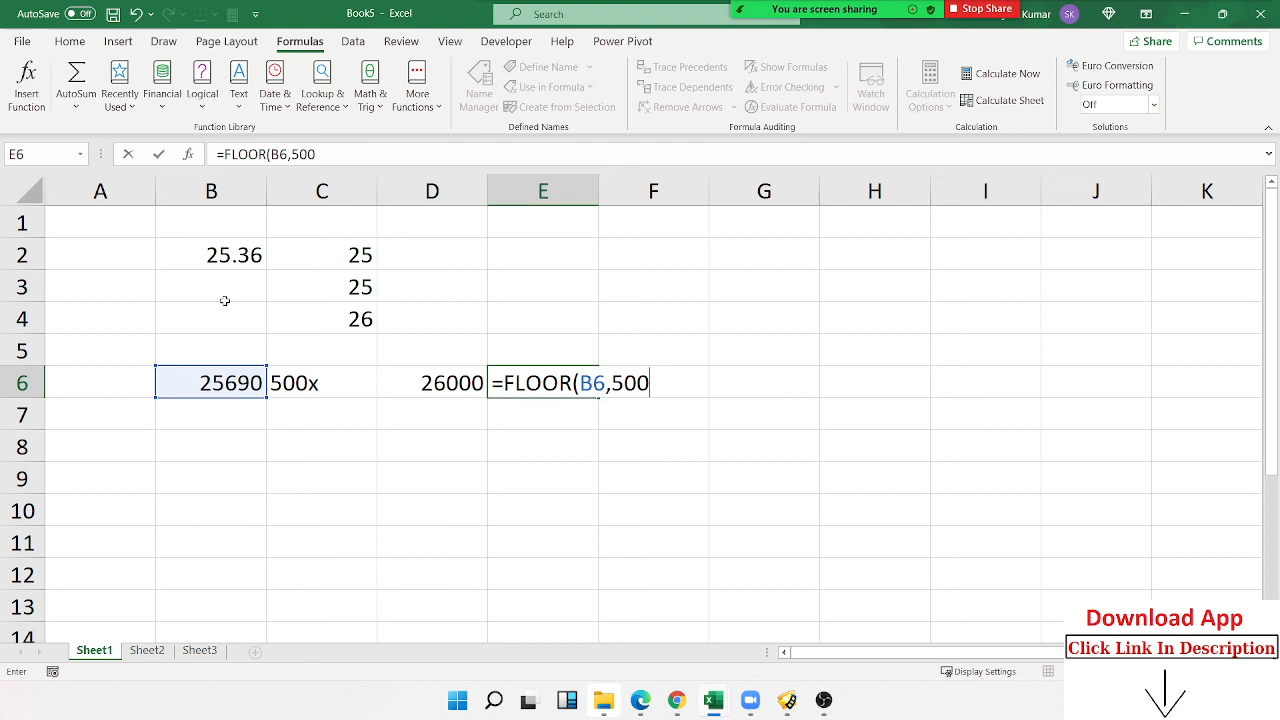 AutoSave Off Book5 - Excel Search You are screen sharing Stop Share Kumar SK
File Home Insert Draw Page Layout Formulas Data Review View Developer Help Power Pivot Share Comments
Insert Function
AutoSum
Recently Used
Financial
Logical
Text
Date & Time
Lookup & Reference
Math & Trig
More Functions
Function Library
Name Manager
Define Name
Use in Formula
Create from Selection
Defined Names
Trace Precedents
Trace Dependents
Remove Arrows
Show Formulas
Error Checking
Evaluate Formula
Formula Auditing
Watch Window
Calculation Options
Calculate Now
Calculate Sheet
Calculation
Euro Conversion
Euro Formatting
Off
Solutions
E6 fx =FLOOR(B6,500
A B C D E F G H I J K
1
2 25.36 25
3 25
4 26
5
6 25690 500x 26000 =FLOOR(B6,500
7
8
9
10
11
12
13
14
Download App
Click Link In Description
Sheet1 Sheet2 Sheet3
Enter Display Settings